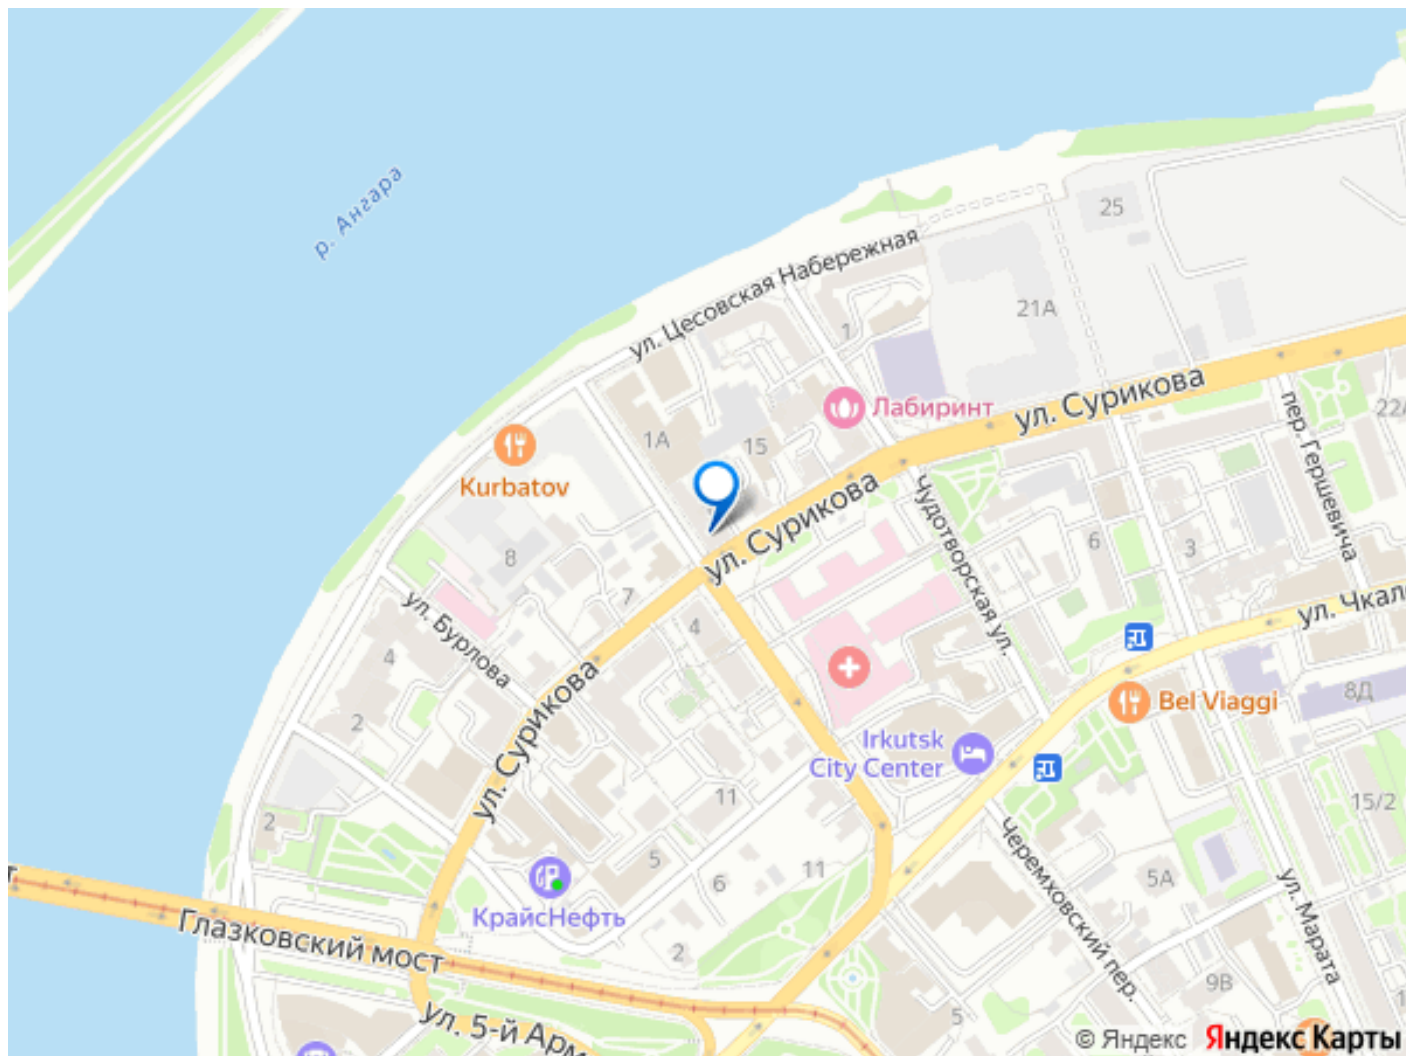 р. Ангара
25
ул. Цесовская Набережная
21А
1
ул. Сурикова
Лабиринт
22А
пер. Гершевича
1А
15
Kurbatov
ул. Сурикова
Чудотворская ул.
6
3
8
7
ул. Чкал
ул. Бурлова
4
4
2
8Д
Bel Viaggi
ул. Сурикова
Irkutsk
City Center
11
15/2
2
5
6
11
5А
Черемховский пер.
ул. Марата
КрайсНефть
Глазковский мост
2
9В
5
ул. 5-й Арм
© Яндекс Яндекс Карты